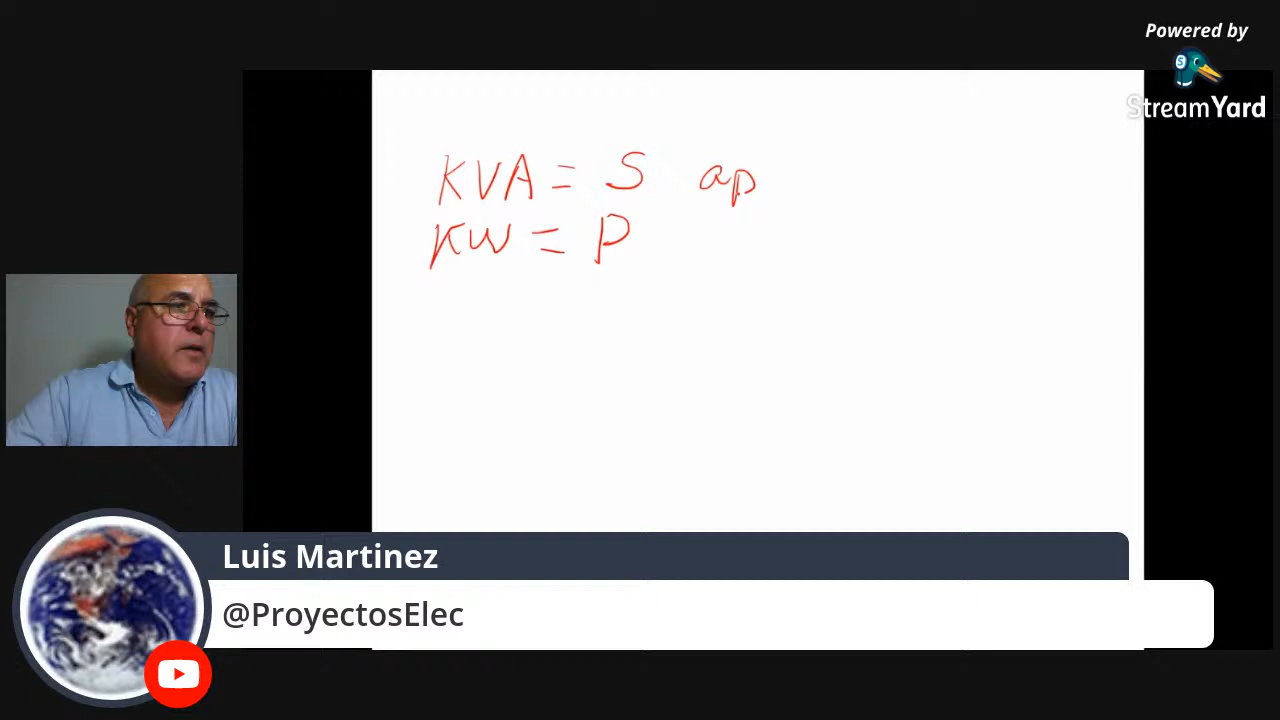 Powered by
StreamYard
KVA = S ap
KW = P
Luis Martinez
@ProyectosElec